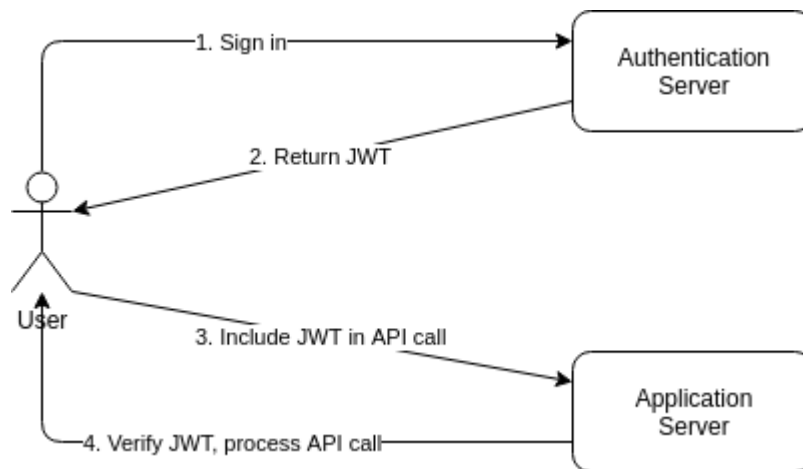 1. Sign in
Authentication
Server
2. Return JWT
User
3. Include JWT in API call
Application
Server
4. Verify JWT, process API call